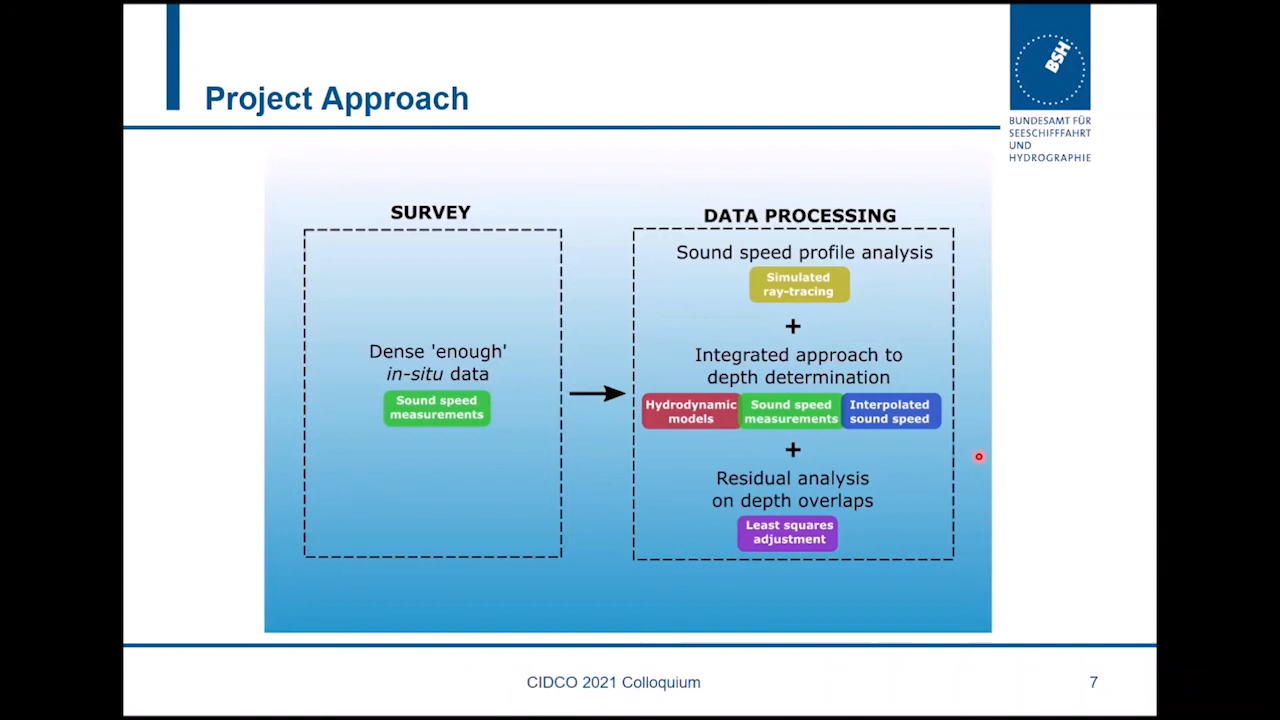 Project Approach
BSH
BUNDESAMT FÜR
SEESCHIFFFAHRT
UND
HYDROGRAPHIE
SURVEY
Dense 'enough'
in-situ data
Sound speed
measurements
DATA PROCESSING
Sound speed profile analysis
Simulated
ray-tracing
+
Integrated approach to
depth determination
Hydrodynamic
models
Sound speed
measurements
Interpolated
sound speed
+
Residual analysis
on depth overlaps
Least squares
adjustment
CIDCO 2021 Colloquium
7